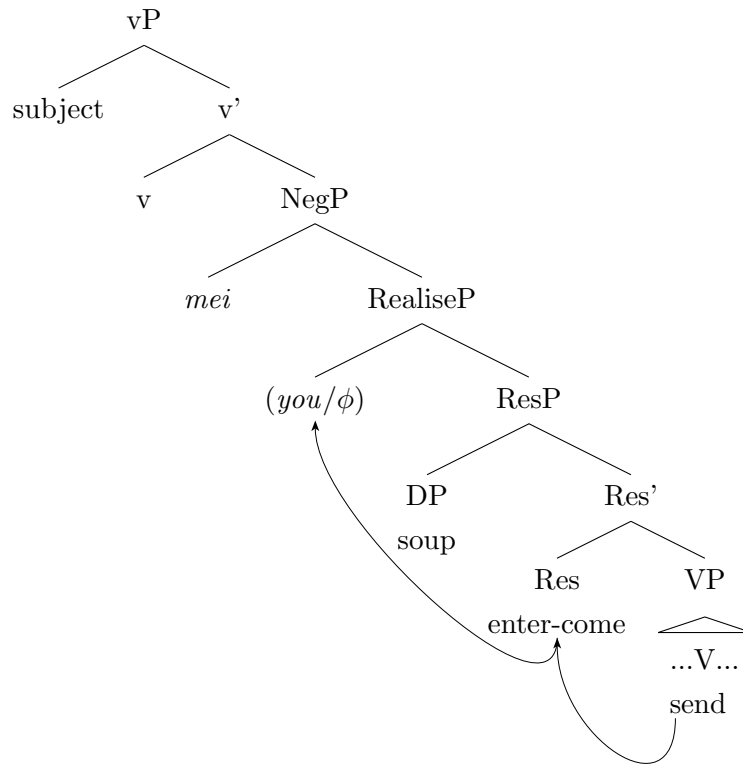 vP
subject v’
v NegP
mei RealiseP
(you/ϕ) ResP
DP Res’
soup
Res VP
enter-come
...V...
send